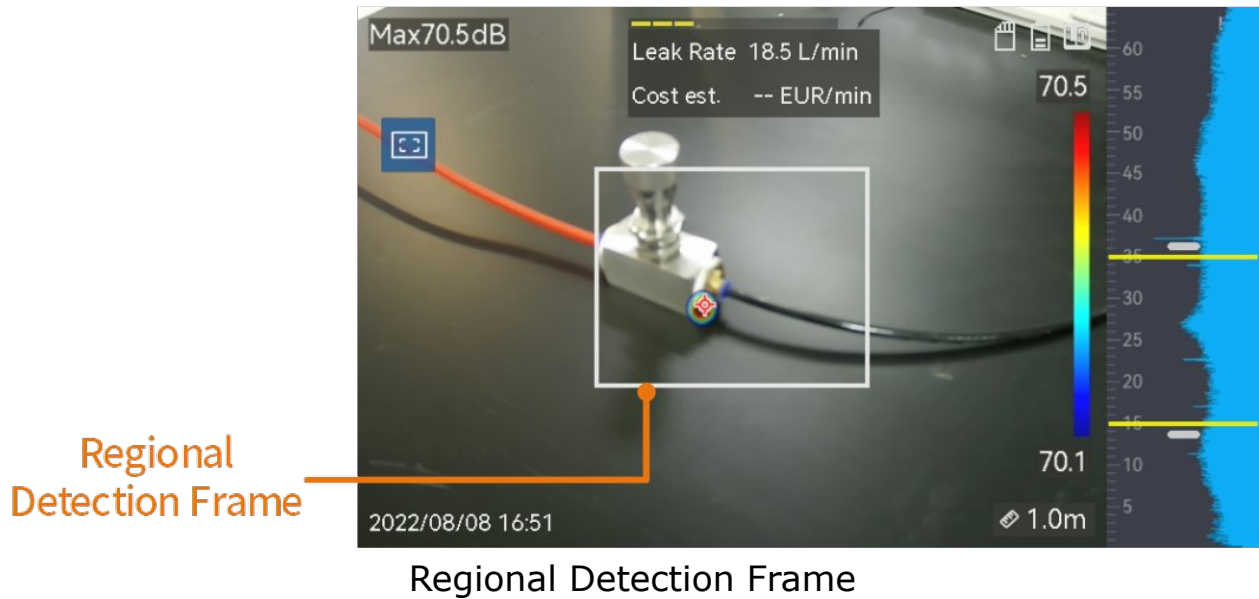 Max70.5dB
Leak Rate 18.5 L/min
Cost est. -- EUR/min
70.5
60
55
50
45
40
35
30
25
20
15
10
5
70.1
1.0m
2022/08/08 16:51
Regional
Detection Frame
Regional Detection Frame